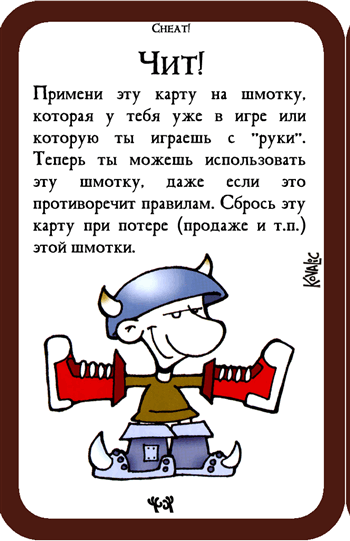 Cheat!
Чит!
Примени эту карту на шмотку,
которая у тебя уже в игре или
которую ты играешь с "руки".
Теперь ты можешь использовать
эту шмотку, даже если это
противоречит правилам. Сбрось эту
карту при потере (продаже и т.п.)
этой шмотки.
Kovalic